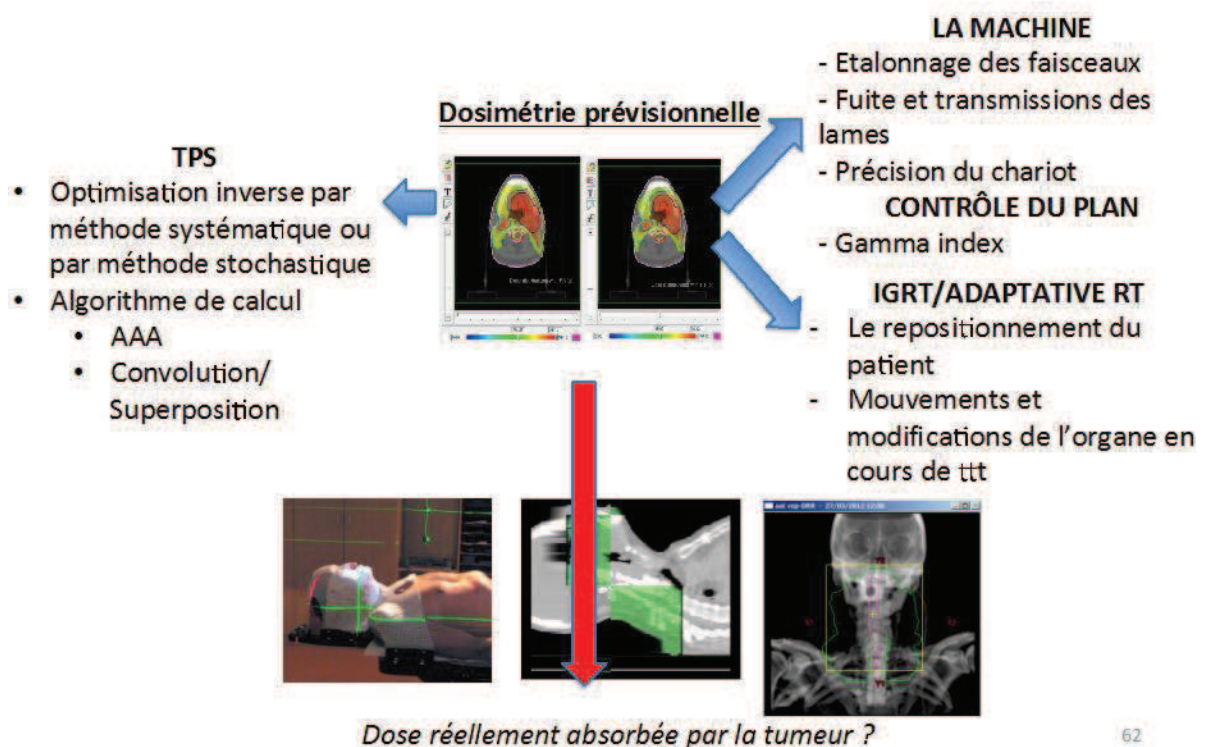 LA MACHINE
- Etalonnage des faisceaux
- Fuite et transmissions des
lames
- Précision du chariot
CONTRÔLE DU PLAN
- Gamma index
IGRT/ADAPTATIVE RT
- Le repositionnement du
patient
- Mouvements et
modifications de l'organe en
cours de ttt
Dosimétrie prévisionnelle
TPS
• Optimisation inverse par
méthode systématique ou
par méthode stochastique
• Algorithme de calcul
• AAA
• Convolution/
Superposition
Dose réellement absorbée par la tumeur ?
62